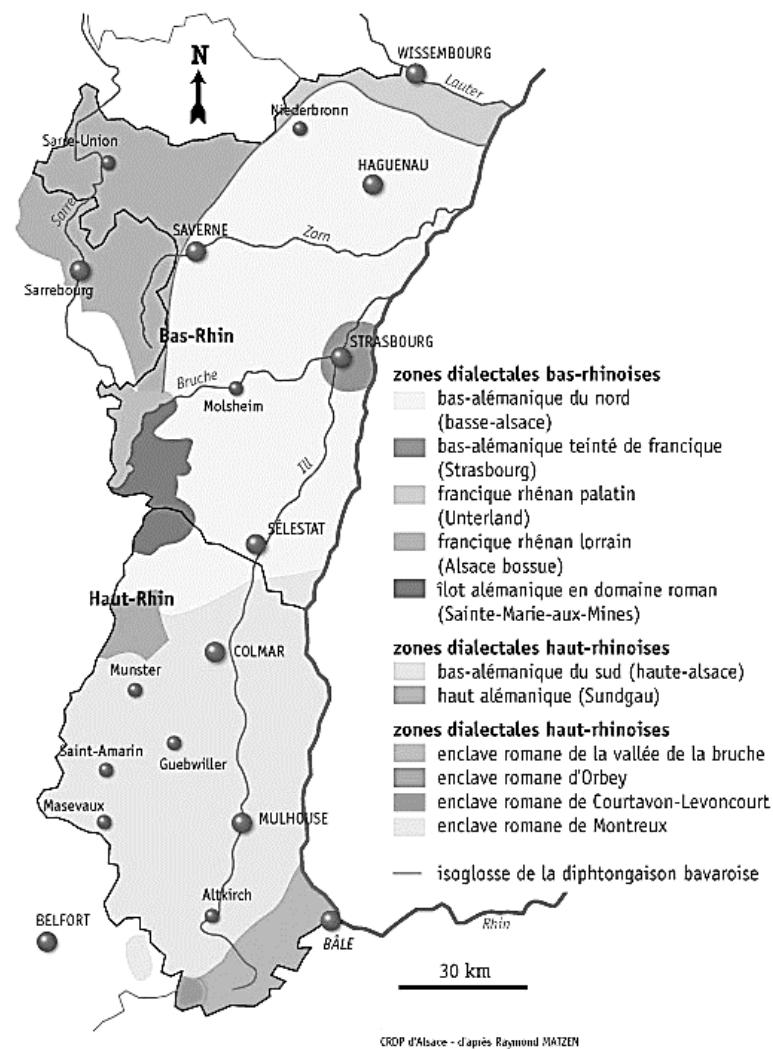 WISSEMBOURG
N
Lauter
Niederbronn
Sarre-Union
HAGUENAU
Sarre
SAVERNE
Zorn
Sarrebourg
Bas-Rhin
STRASBOURG
Bruche
Molsheim
zones dialectales bas-rhinoises
bas-alémanique du nord
(basse-alsace)
bas-alémanique teinté de francique
(Strasbourg)
francique rhénan palatin
(Unterland)
francique rhénan lorrain
(Alsace bossue)
îlot alémanique en domaine roman
(Sainte-Marie-aux-Mines)
Ill
SÉLESTAT
Haut-Rhin
COLMAR
Munster
zones dialectales haut-rhinoises
bas-alémanique du sud (haute-alsace)
haut alémanique (Sundgau)
zones dialectales haut-rhinoises
enclave romane de la vallée de la bruche
enclave romane d'Orbey
enclave romane de Courtavon-Levoncourt
enclave romane de Montreux
isoglosse de la diphtongaison bavaroise
Saint-Amarin
Guebwiller
Masevaux
MULHOUSE
Altkirch
BELFORT
BÂLE
Rhin
30 km
CRDP d'Alsace - d'après Raymond MATZEN